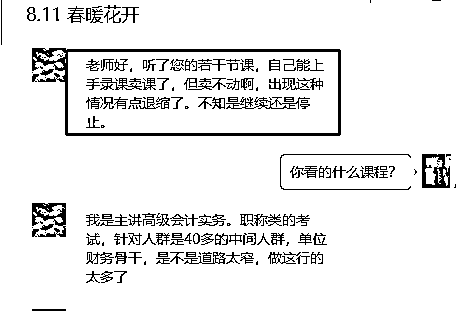 8.11 春暖花开
老师好，听了您的若干节课，自己能上
手录课卖课了，但卖不动啊，出现这种
情况有点退缩了。不知是继续还是停
止。
你看的什么课程？
我是主讲高级会计实务。职称类的考
试，针对人群是40多的中间人群，单位
财务骨干，是不是道路太窄，做这行的
太多了